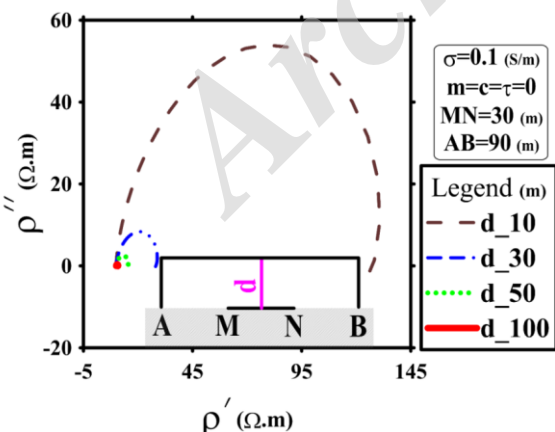 60
40
20
0
-20
-5
45
95
145
ρ′′ (Ω.m)
ρ′ (Ω.m)
d
A M N B
σ=0.1 (S/m)
m=c=τ=0
MN=30 (m)
AB=90 (m)
Legend (m)
d_10
d_30
d_50
d_100